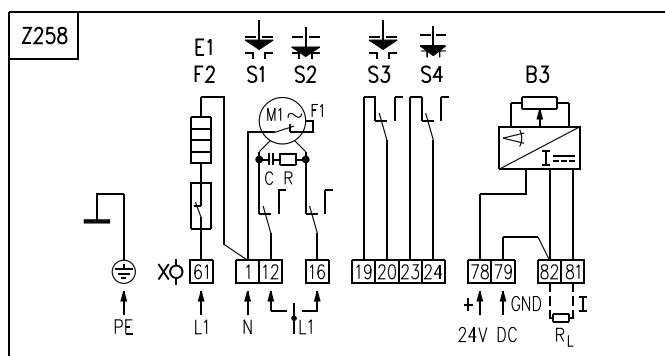 Z258
E1
F2 S1 S2 S3 S4 B3
M1 ~ F1
C R
I
X 61 1 12 16 19 20 23 24 78 79 82 81
+ GND I
PE L1 N L1 24V DC RL